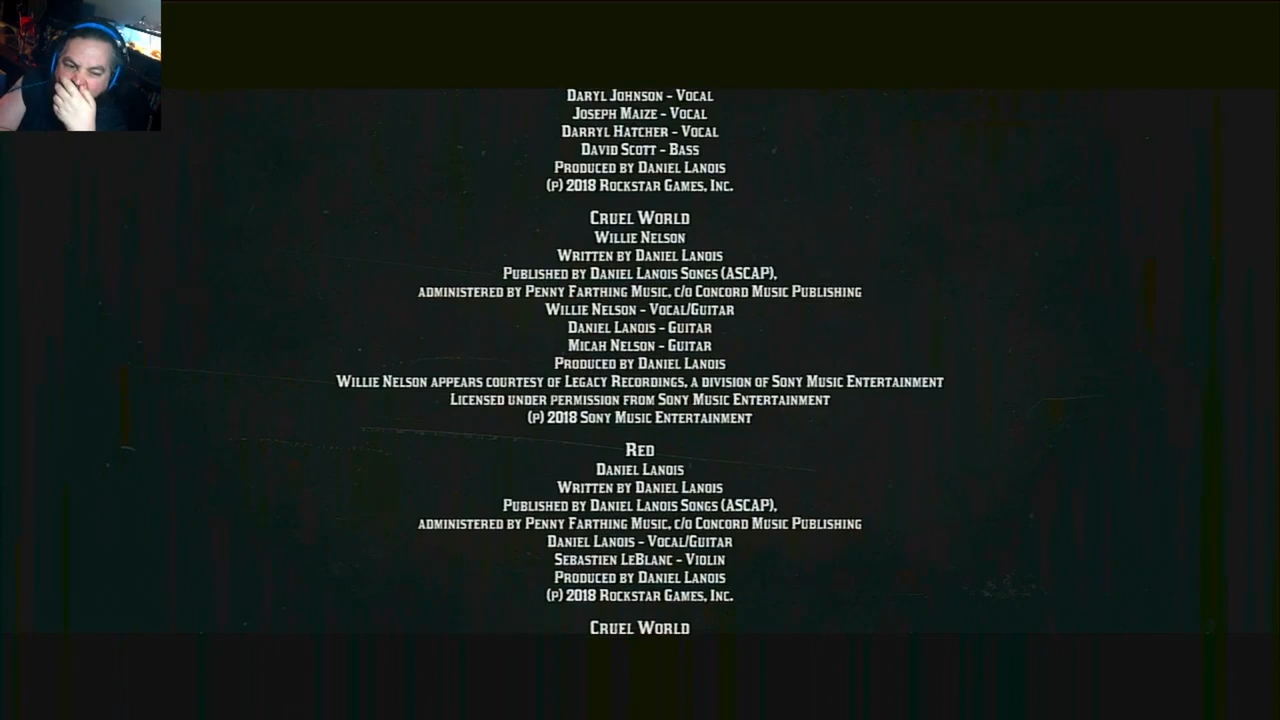 Daryl Johnson - Vocal
Joseph Maize - Vocal
Darryl Hatcher - Vocal
David Scott - Bass
Produced by Daniel Lanois
(P) 2018 Rockstar Games, Inc.
Cruel World
Willie Nelson
Written by Daniel Lanois
Published by Daniel Lanois Songs (ASCAP),
administered by Penny Farthing Music, c/o Concord Music Publishing
Willie Nelson - Vocal/Guitar
Daniel Lanois - Guitar
Micah Nelson - Guitar
Produced by Daniel Lanois
Willie Nelson appears courtesy of Legacy Recordings, a division of Sony Music Entertainment
Licensed under permission from Sony Music Entertainment
(P) 2018 Sony Music Entertainment
Red
Daniel Lanois
Written by Daniel Lanois
Published by Daniel Lanois Songs (ASCAP),
administered by Penny Farthing Music, c/o Concord Music Publishing
Daniel Lanois - Vocal/Guitar
Sebastien LeBlanc - Violin
Produced by Daniel Lanois
(P) 2018 Rockstar Games, Inc.
Cruel World